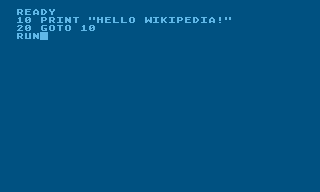 READY
10 PRINT "HELLO WIKIPEDIA!"
20 GOTO 10
RUN